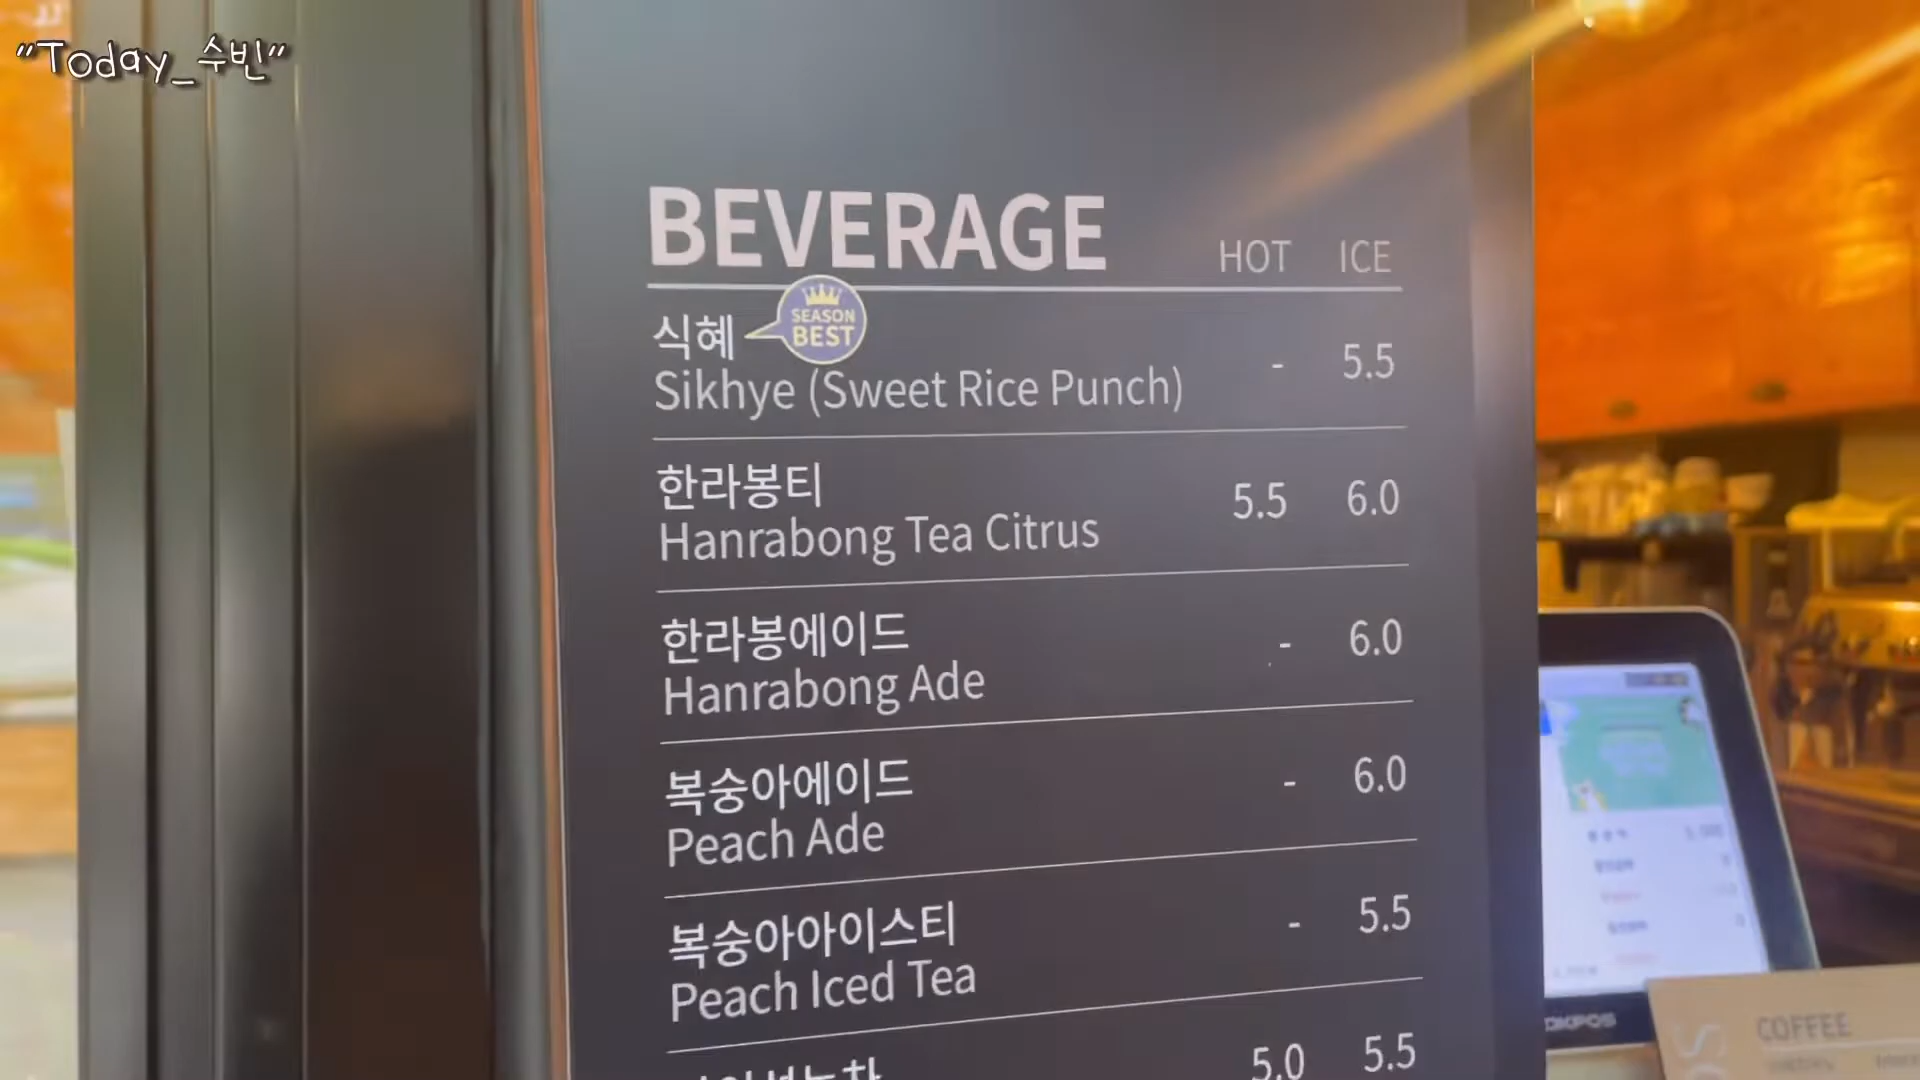 "Today_수빈"
BEVERAGE HOT ICE
SEASON
BEST
식혜
Sikhye (Sweet Rice Punch) - 5.5
한라봉티
Hanrabong Tea Citrus 5.5 6.0
한라봉에이드
Hanrabong Ade - 6.0
복숭아에이드
Peach Ade - 6.0
복숭아아이스티
Peach Iced Tea - 5.5
5.0 5.5
OKPOS
COFFEE